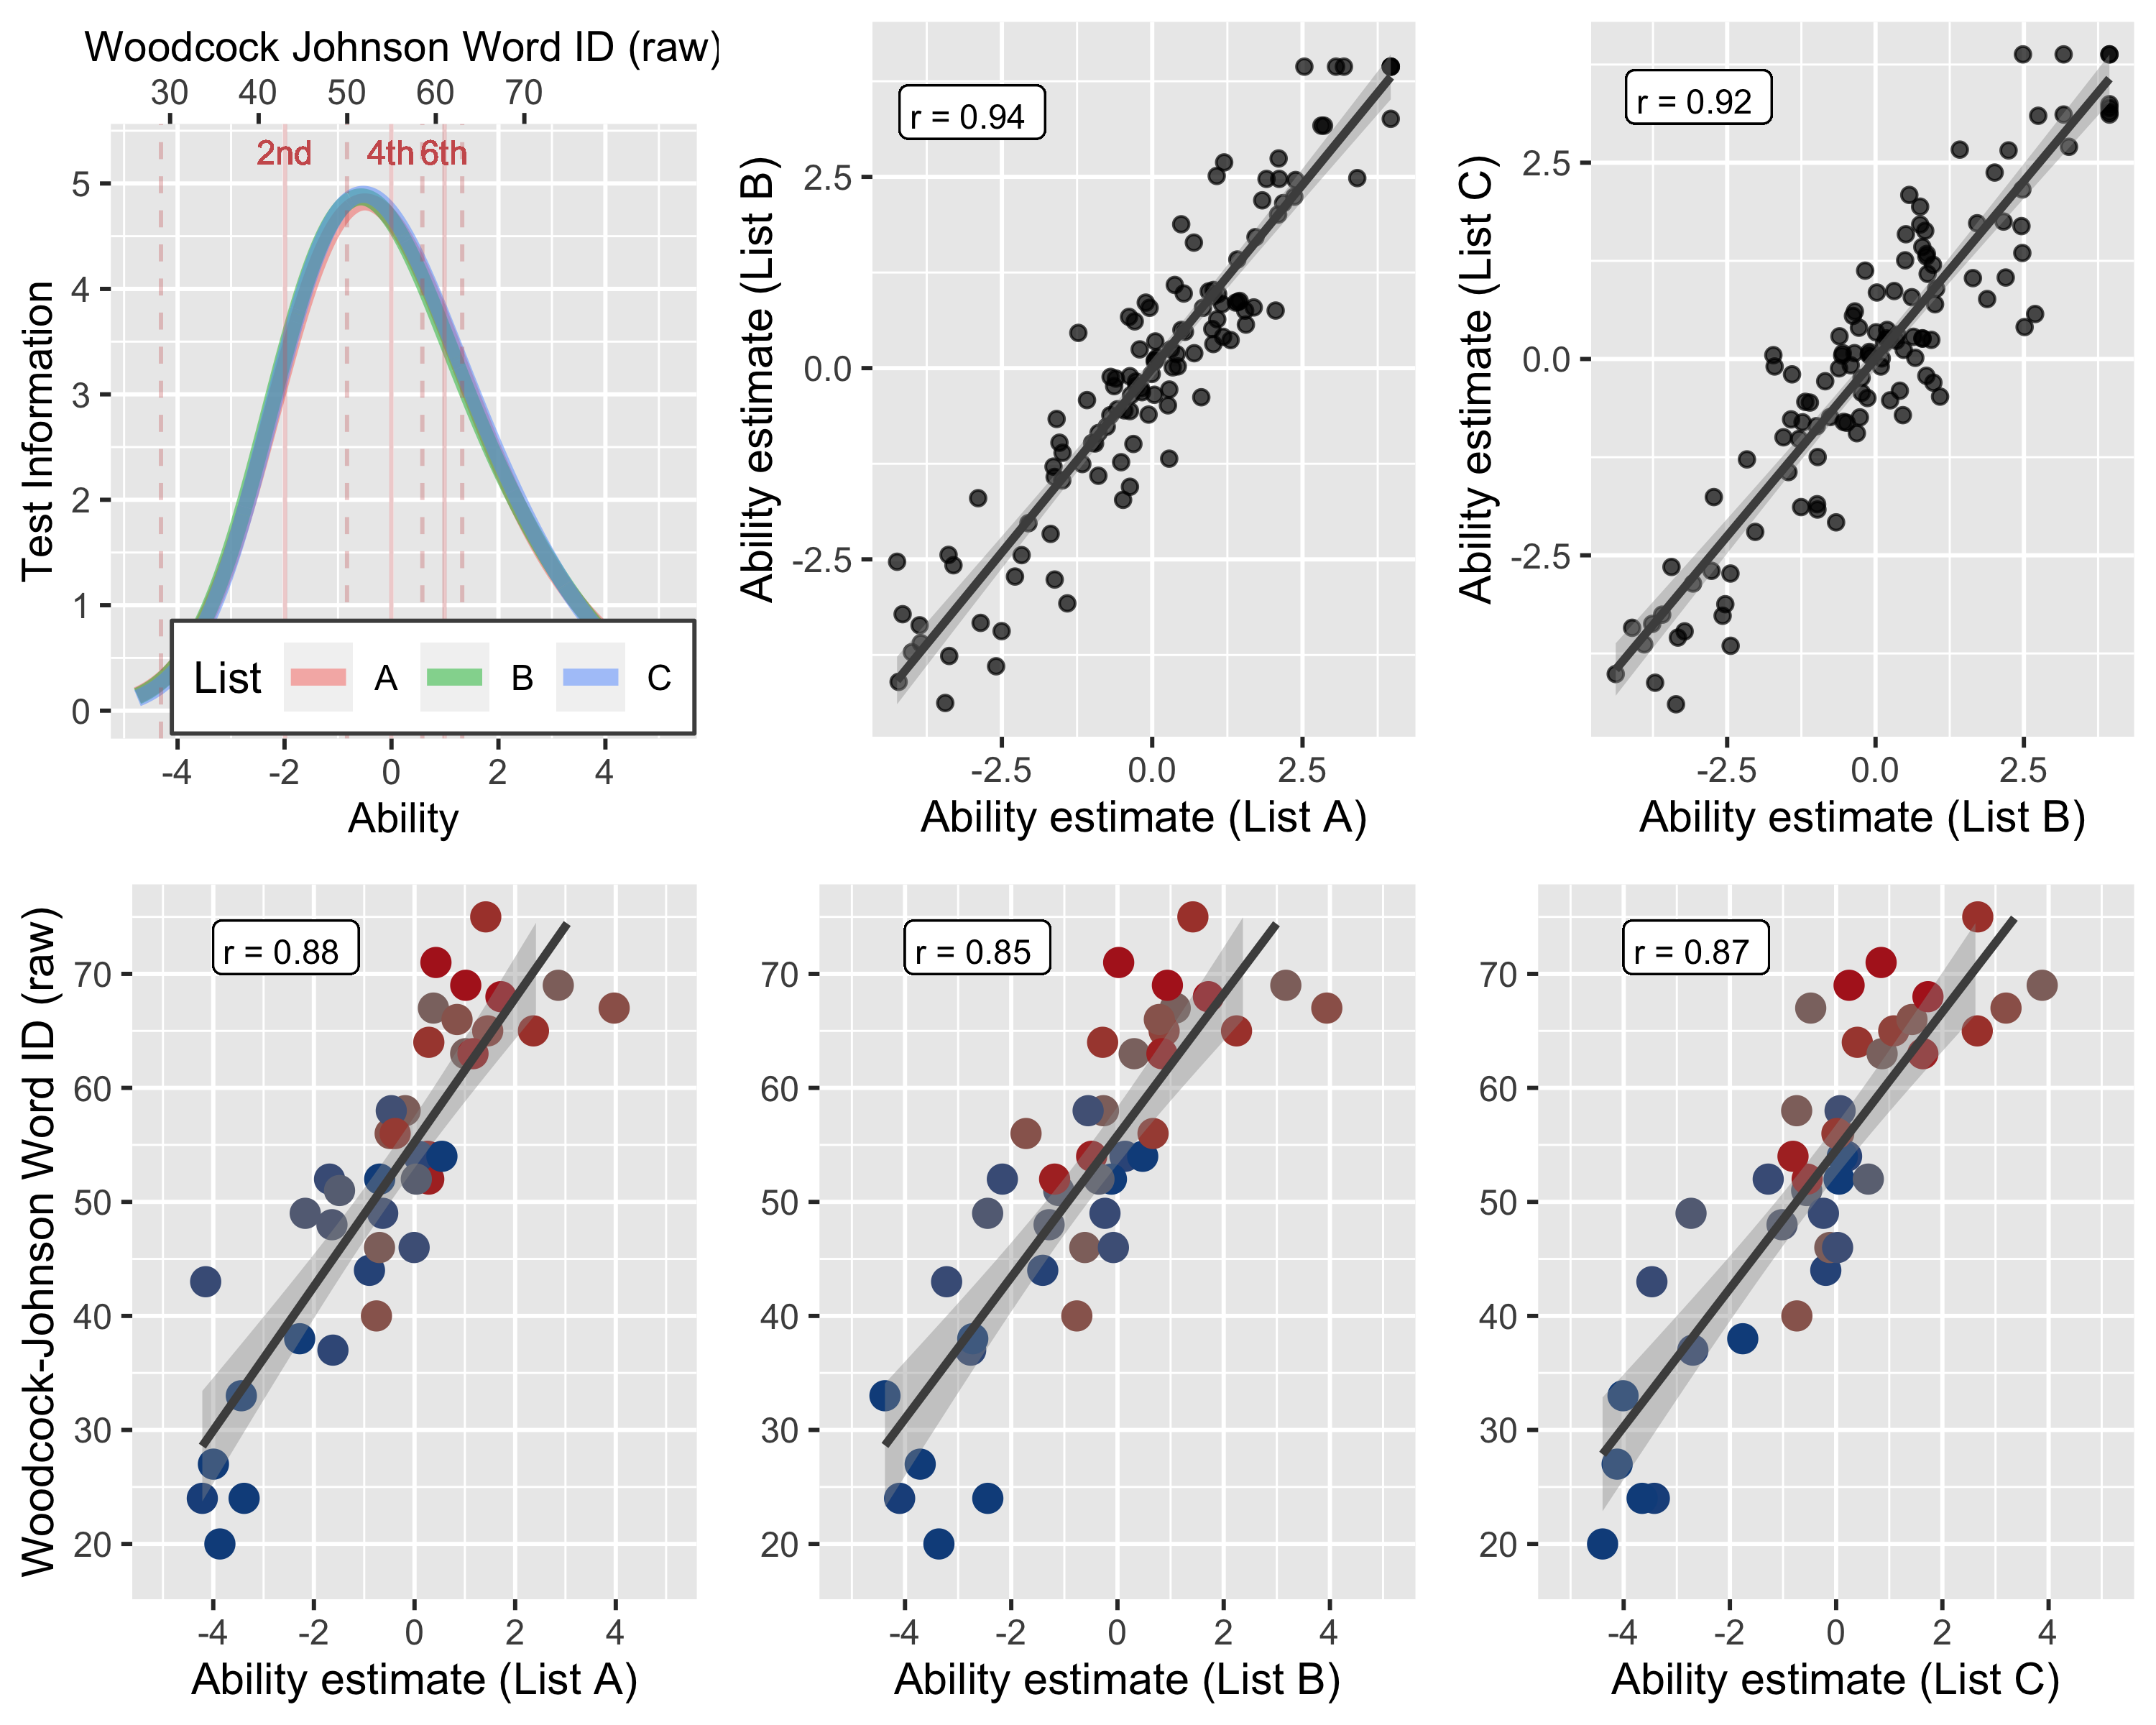 Woodcock Johnson Word ID (raw)
30 40 50 60 70
2nd 4th 6th
5
4
3
2
1
0
Test Information
List A B C
-4 -2 0 2 4
Ability
r = 0.94
2.5
0.0
-2.5
Ability estimate (List B)
-2.5 0.0 2.5
Ability estimate (List A)
r = 0.92
2.5
0.0
-2.5
Ability estimate (List C)
-2.5 0.0 2.5
Ability estimate (List B)
r = 0.88
70
60
50
40
30
20
Woodcock-Johnson Word ID (raw)
-4 -2 0 2 4
Ability estimate (List A)
r = 0.85
70
60
50
40
30
20
-4 -2 0 2 4
Ability estimate (List B)
r = 0.87
70
60
50
40
30
20
-4 -2 0 2 4
Ability estimate (List C)